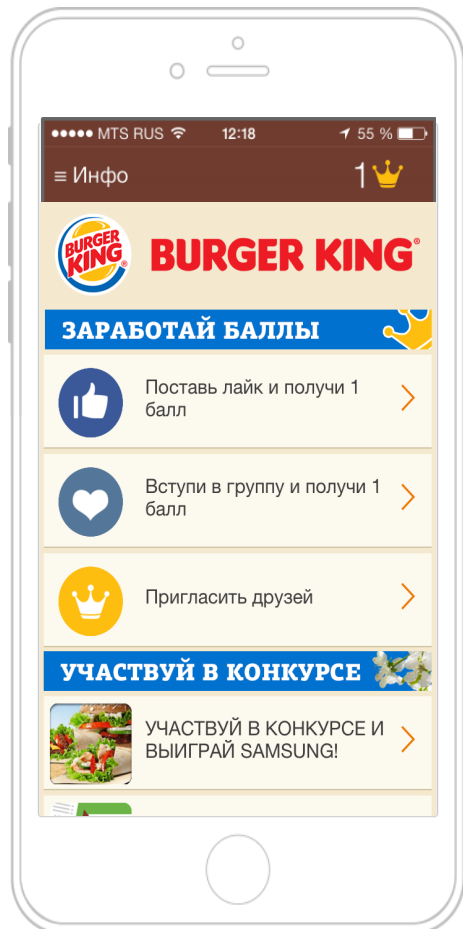 MTS RUS 12:18 55 %
≡ Инфо 1
BURGER KING® BURGER KING®
ЗАРАБОТАЙ БАЛЛЫ
Поставь лайк и получи 1
балл
Вступи в группу и получи 1
балл
Пригласить друзей
УЧАСТВУЙ В КОНКУРСЕ
УЧАСТВУЙ В КОНКУРСЕ И
ВЫИГРАЙ SAMSUNG!